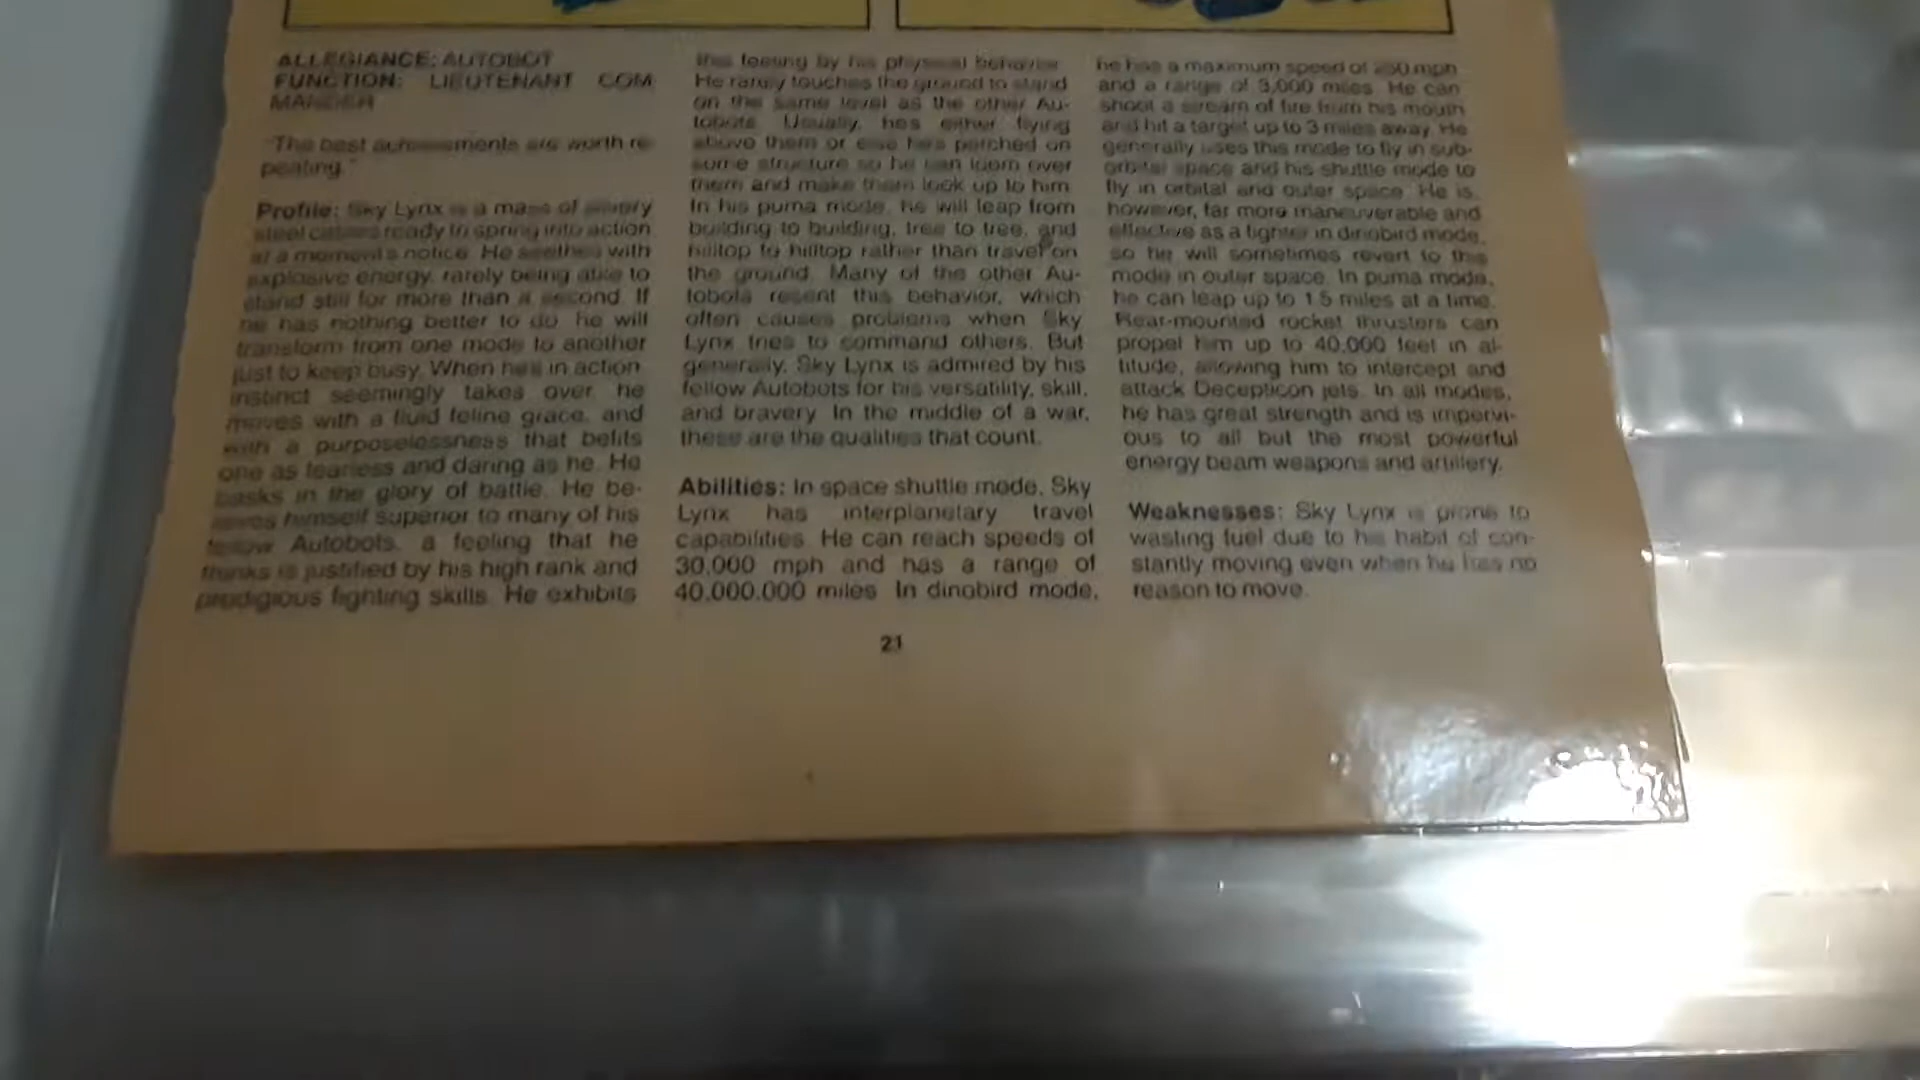 ALLEGIANCE: AUTOBOT
FUNCTION: LIEUTENANT COM
MANDER
"The best achievements are worth re
peating."
Profile: Sky Lynx is a mass of silvery
steel cables ready to spring into action
at a moment's notice. He seethes with
explosive energy, rarely being able to
stand still for more than a second. If
he has nothing better to do, he will
transform from one mode to another
just to keep busy. When he's in action
instinct seemingly takes over, he
moves with a fluid feline grace, and
with a purposelessness that befits
one as fearless and daring as he. He
basks in the glory of battle. He be-
lieves himself superior to many of his
fellow Autobots, a feeling that he
thinks is justified by his high rank and
prodigious fighting skills. He exhibits
this feeling by his physical behavior.
He rarely touches the ground to stand
on the same level as the other Au-
tobots. Usually, he's either flying
above them or else he's perched on
some structure so he can loom over
them and make them look up to him.
In his puma mode, he will leap from
building to building, tree to tree, and
hilltop to hilltop rather than travel on
the ground. Many of the other Au-
tobots resent this behavior, which
often causes problems when Sky
Lynx tries to command others. But
generally, Sky Lynx is admired by his
fellow Autobots for his versatility, skill,
and bravery. In the middle of a war,
these are the qualities that count.
Abilities: In space shuttle mode, Sky
Lynx has interplanetary travel
capabilities. He can reach speeds of
30,000 mph and has a range of
40,000,000 miles. In dinobird mode,
he has a maximum speed of mph
and a range of 3,000 miles. He can
shoot a stream of fire from his mouth
and hit a target up to 3 miles away. He
generally uses this mode to fly in sub-
orbital space and his shuttle mode to
fly in orbital and outer space. He is,
however, far more maneuverable and
effective as a fighter in dinobird mode,
so he will sometimes revert to this
mode in outer space. In puma mode,
he can leap up to 1.5 miles at a time.
Rear-mounted rocket thrusters can
propel him up to 40,000 feet in al-
titude, allowing him to intercept and
attack Decepticon jets. In all modes,
he has great strength and is impervi-
ous to all but the most powerful
energy beam weapons and artillery.
Weaknesses: Sky Lynx is prone to
wasting fuel due to his habit of con-
stantly moving even when he has no
reason to move.
21